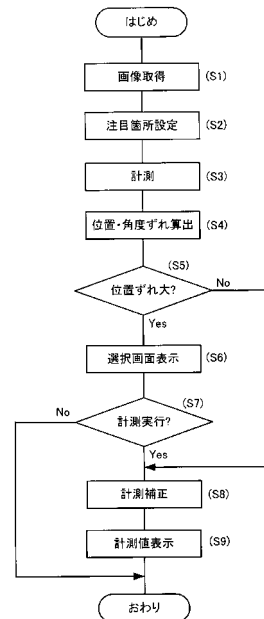 はじめ
画像取得 (S1)
注目箇所設定 (S2)
計測 (S3)
位置・角度ずれ算出 (S4)
(S5)
位置ずれ大? No
Yes
選択画面表示 (S6)
(S7)
No 計測実行?
Yes
計測補正 (S8)
計測値表示 (S9)
おわり